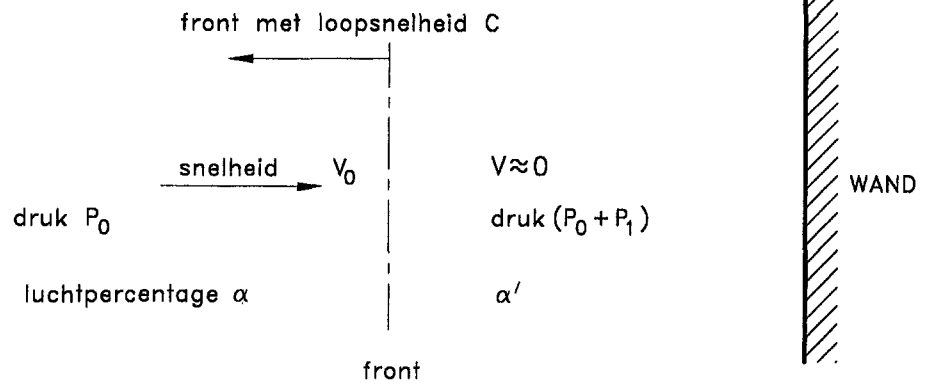 front met loopsnelheid C
snelheid V₀ V≈0
WAND
druk P₀ druk (P₀ + P₁)
luchtpercentage α α′
front